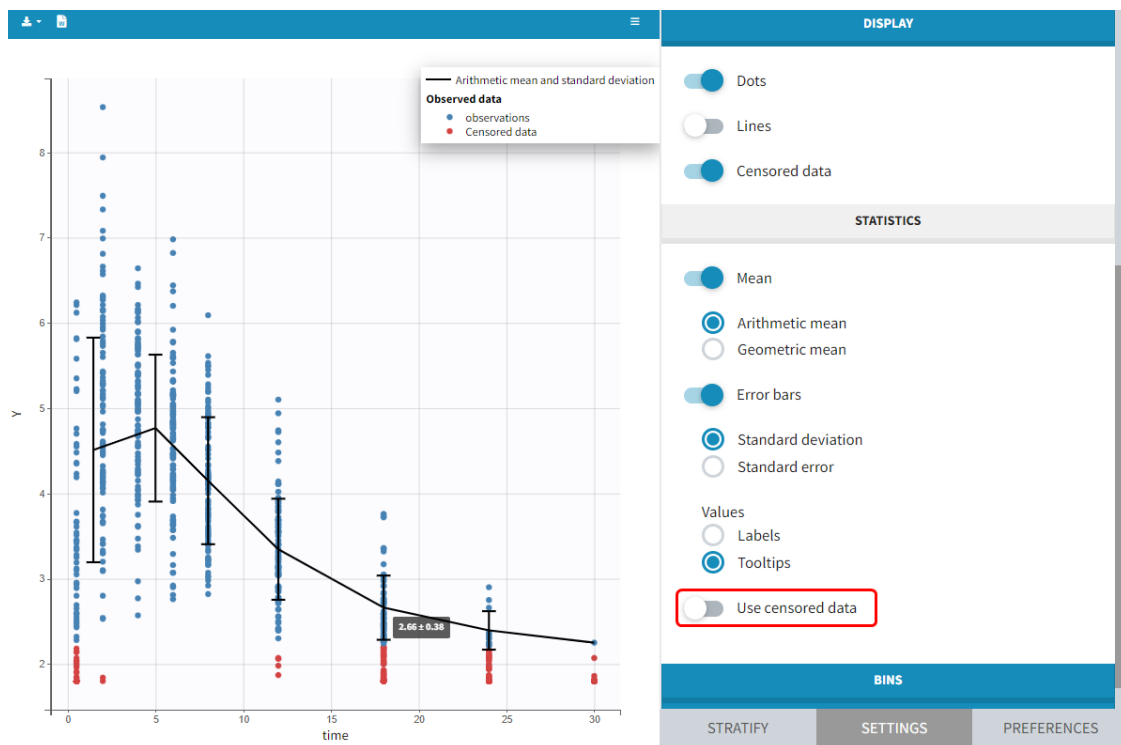 W
Arithmetic mean and standard deviation
Observed data
observations
Censored data
8
7
6
5
4
3
2
Y
0
5
10
15
20
25
30
time
2.66 ± 0.38
DISPLAY
Dots
Lines
Censored data
STATISTICS
Mean
Arithmetic mean
Geometric mean
Error bars
Standard deviation
Standard error
Values
Labels
Tooltips
Use censored data
BINS
STRATIFY
SETTINGS
PREFERENCES